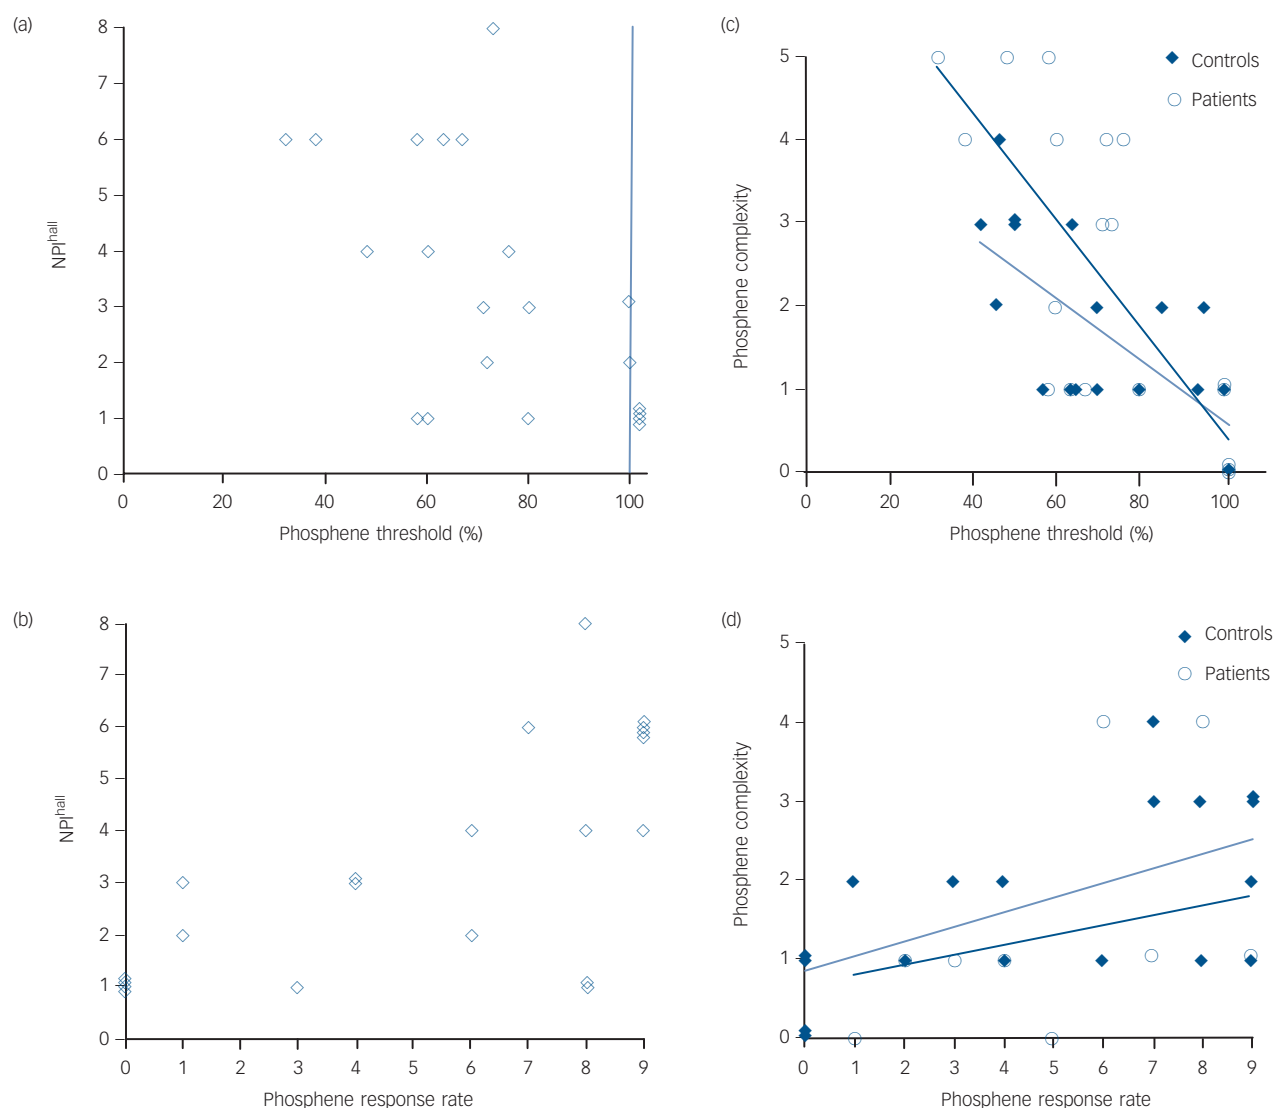 (a)
8
7
6
5
4
3
2
1
0
NPI^hall
0 20 40 60 80 100
Phosphene threshold (%)
(c)
5
4
3
2
1
0
Phosphene complexity
Controls
Patients
0 20 40 60 80 100
Phosphene threshold (%)
(b)
8
7
6
5
4
3
2
1
0
NPI^hall
0 1 2 3 4 5 6 7 8 9
Phosphene response rate
(d)
5
4
3
2
1
0
Phosphene complexity
Controls
Patients
0 1 2 3 4 5 6 7 8 9
Phosphene response rate